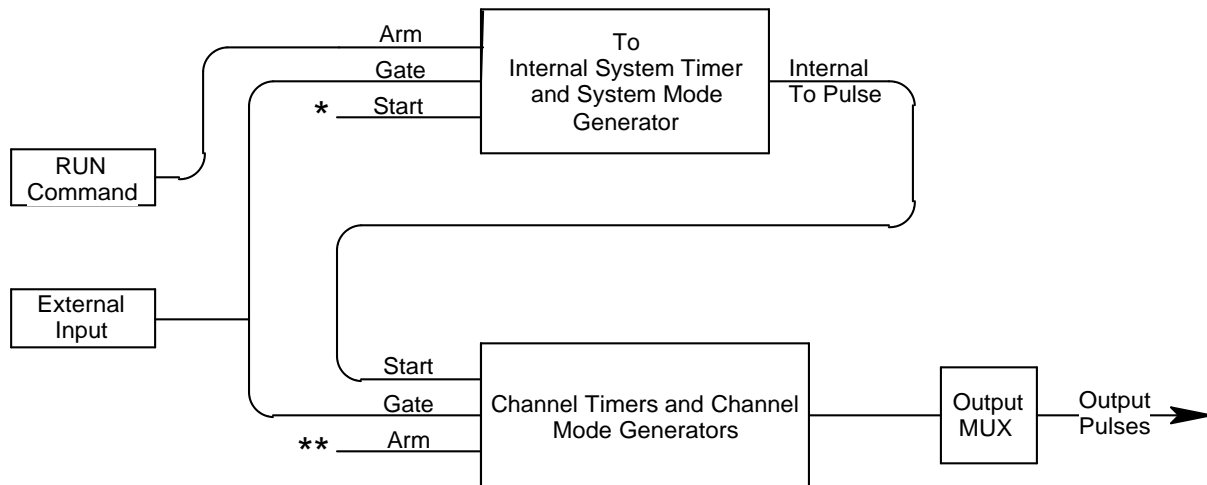 Arm
Gate
* Start
To
Internal System Timer
and System Mode
Generator
Internal
To Pulse
RUN
Command
External
Input
Start
Gate
** Arm
Channel Timers and Channel
Mode Generators
Output
MUX
Output
Pulses